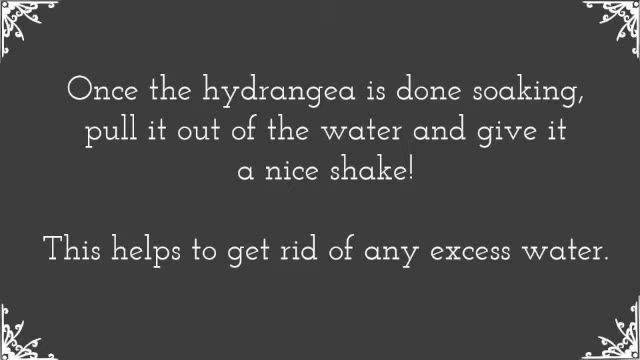 Once the hydrangea is done soaking,
pull it out of the water and give it
a nice shake!
This helps to get rid of any excess water.